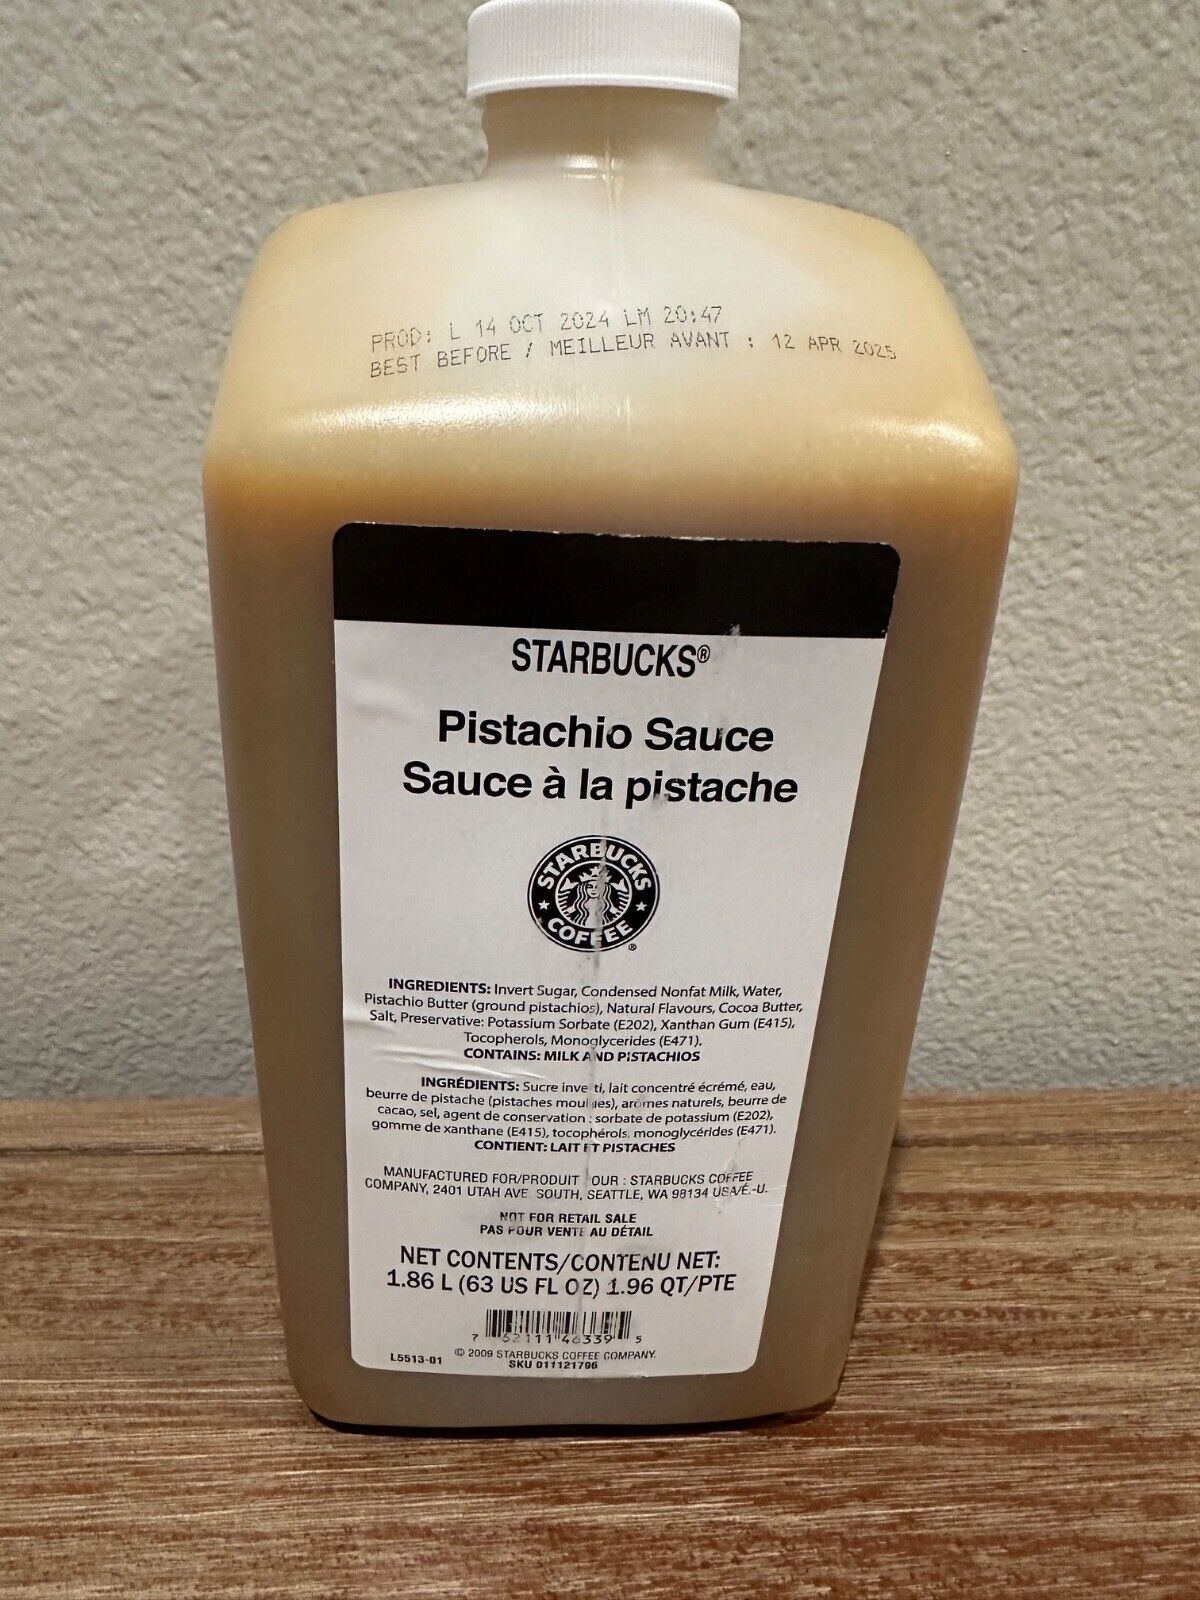 PROD: L 14 OCT 2024 LM 20:47
BEST BEFORE / MEILLEUR AVANT : 12 APR 2025
STARBUCKS®
Pistachio Sauce
Sauce à la pistache
STARBUCKS
COFFEE
®
INGREDIENTS: Invert Sugar, Condensed Nonfat Milk, Water,
Pistachio Butter (ground pistachios), Natural Flavours, Cocoa Butter,
Salt, Preservative: Potassium Sorbate (E202), Xanthan Gum (E415),
Tocopherols, Monoglycerides (E471).
CONTAINS: MILK AND PISTACHIOS
INGRÉDIENTS: Sucre inverti, lait concentré écrémé, eau,
beurre de pistache (pistaches moulues), arômes naturels, beurre de
cacao, sel, agent de conservation : sorbate de potassium (E202),
gomme de xanthane (E415), tocophérols, monoglycérides (E471).
CONTIENT: LAIT ET PISTACHES
MANUFACTURED FOR/PRODUIT POUR : STARBUCKS COFFEE
COMPANY, 2401 UTAH AVE. SOUTH, SEATTLE, WA 98134 USA/É.-U.
NOT FOR RETAIL SALE
PAS POUR VENTE AU DÉTAIL
NET CONTENTS/CONTENU NET:
1.86 L (63 US FL OZ) 1.96 QT/PTE
7 62111 46339 5
L5513-01 © 2009 STARBUCKS COFFEE COMPANY.
SKU 011121796